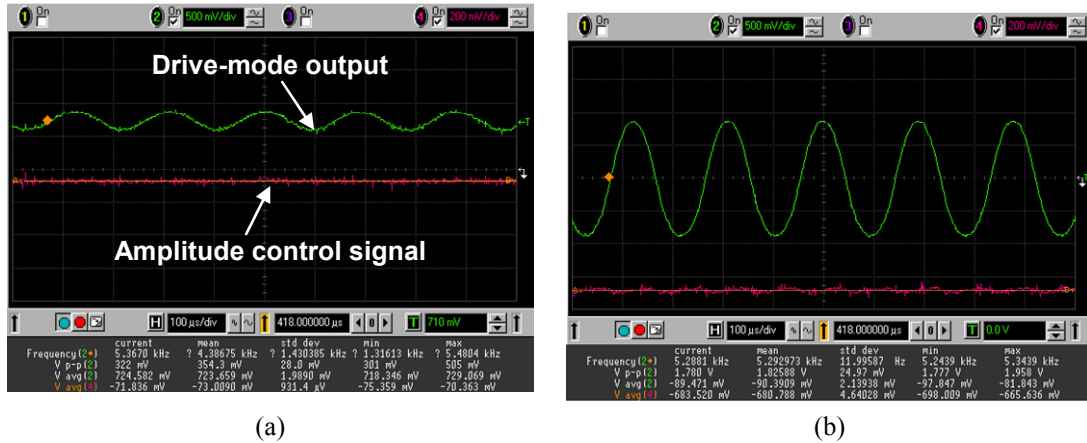 1 On 2 On 500 mV/div 3 On 4 On 200 mV/div
Drive-mode output
T
Amplitude control signal
H 100 µs/div 418.000000 µs 0 T 710 mV
current mean std dev min max
Frequency(2) 5.3670 kHz ? 4.38675 kHz ? 1.430385 kHz ? 1.31613 kHz ? 5.4804 kHz
V p-p(2) 322 mV 354.3 mV 28.0 mV 301 mV 505 mV
V avg(2) 724.582 mV 723.659 mV 1.9890 mV 718.346 mV 729.069 mV
V avg(4) -71.836 mV -73.0090 mV 931.4 µV -75.359 mV -70.363 mV
(a)
1 On 2 On 500 mV/div 3 On 4 On 200 mV/div
T
H 100 µs/div 418.000000 µs 0 T 0.0 V
current mean std dev min max
Frequency(2) 5.2881 kHz 5.292973 kHz 11.99587 Hz 5.2439 kHz 5.3439 kHz
V p-p(2) 1.780 V 1.82588 V 24.97 mV 1.777 V 1.958 V
V avg(2) -89.471 mV -90.3909 mV 2.13938 mV -97.847 mV -81.843 mV
V avg(4) -683.520 mV -680.788 mV 4.64028 mV -698.009 mV -665.636 mV
(b)